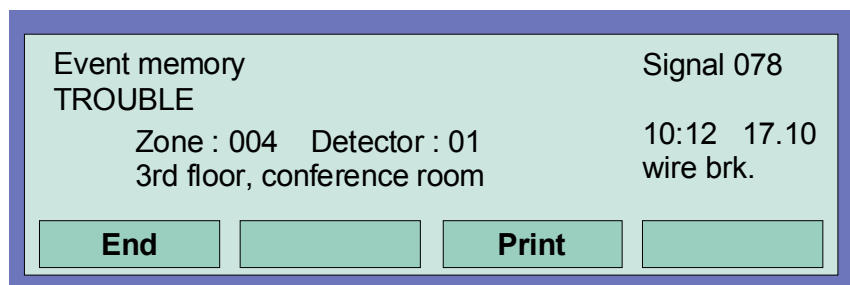 Event memory Signal 078
TROUBLE
Zone : 004 Detector : 01 10:12 17.10
3rd floor, conference room wire brk.
End Print